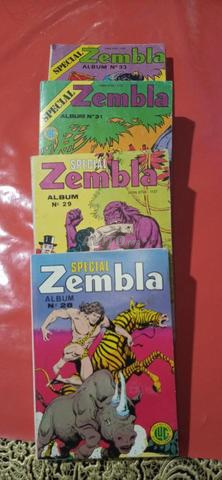 SPECIAL
Zembla
ALBUM N° 33
SPECIAL
Zembla
ALBUM N° 31
SPECIAL
Zembla
ALBUM
N° 29
SPECIAL
Zembla
ALBUM
N° 28
LUG